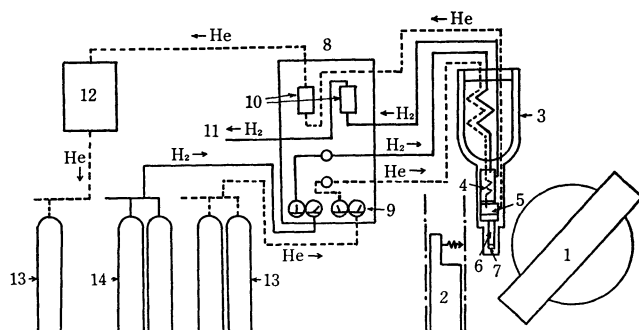 ←He
←He
8
12
10
3
11
←H₂
←H₂
He
↓
H₂→
H₂→
He→
4
5
9
13
14
13
He→
6
7
1
2